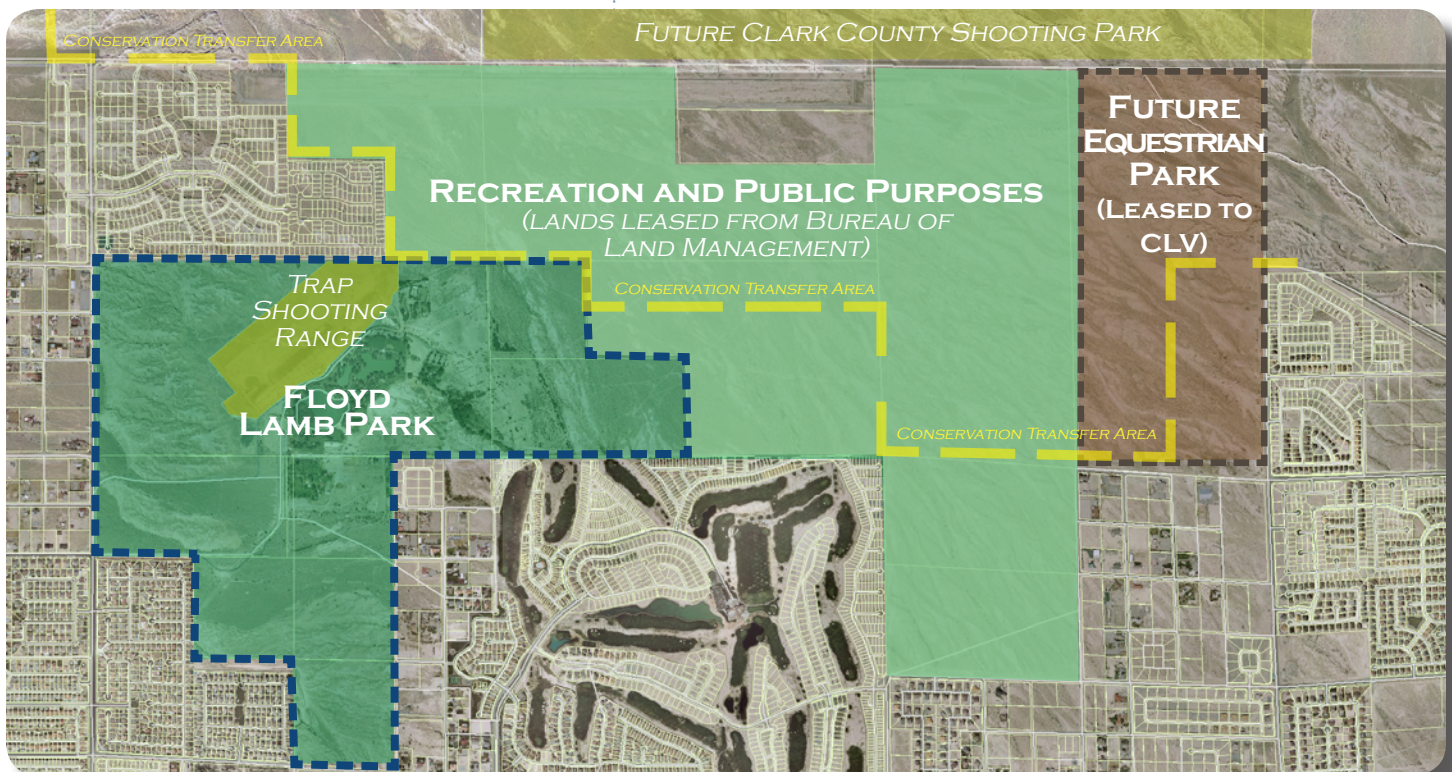 Future Clark County Shooting Park
Conservation Transfer Area
Future
Equestrian
Park
(Leased to
CLV)
Recreation and Public Purposes
(lands leased from Bureau of
Land Management)
Trap
Shooting
Range
Conservation Transfer Area
Floyd
Lamb Park
Conservation Transfer Area